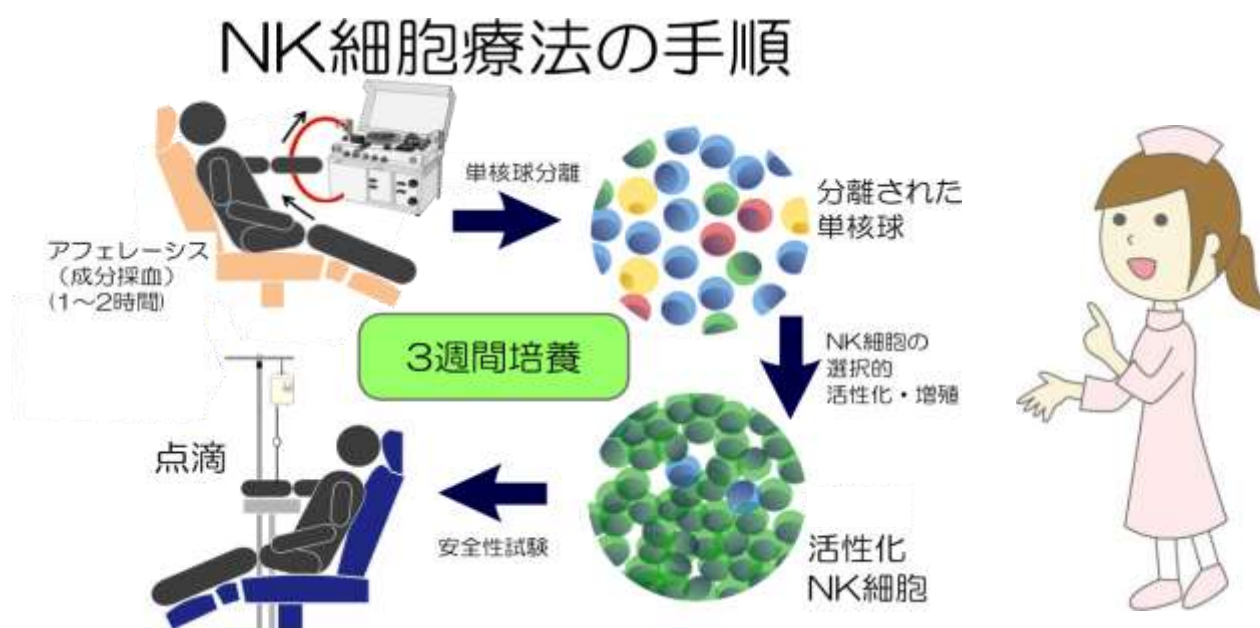 NK細胞療法の手順
単核球分離
分離された
単核球
アフェレーシス
（成分採血）
(1〜2時間)
3週間培養
NK細胞の
選択的
活性化・増殖
点滴
安全性試験
活性化
NK細胞